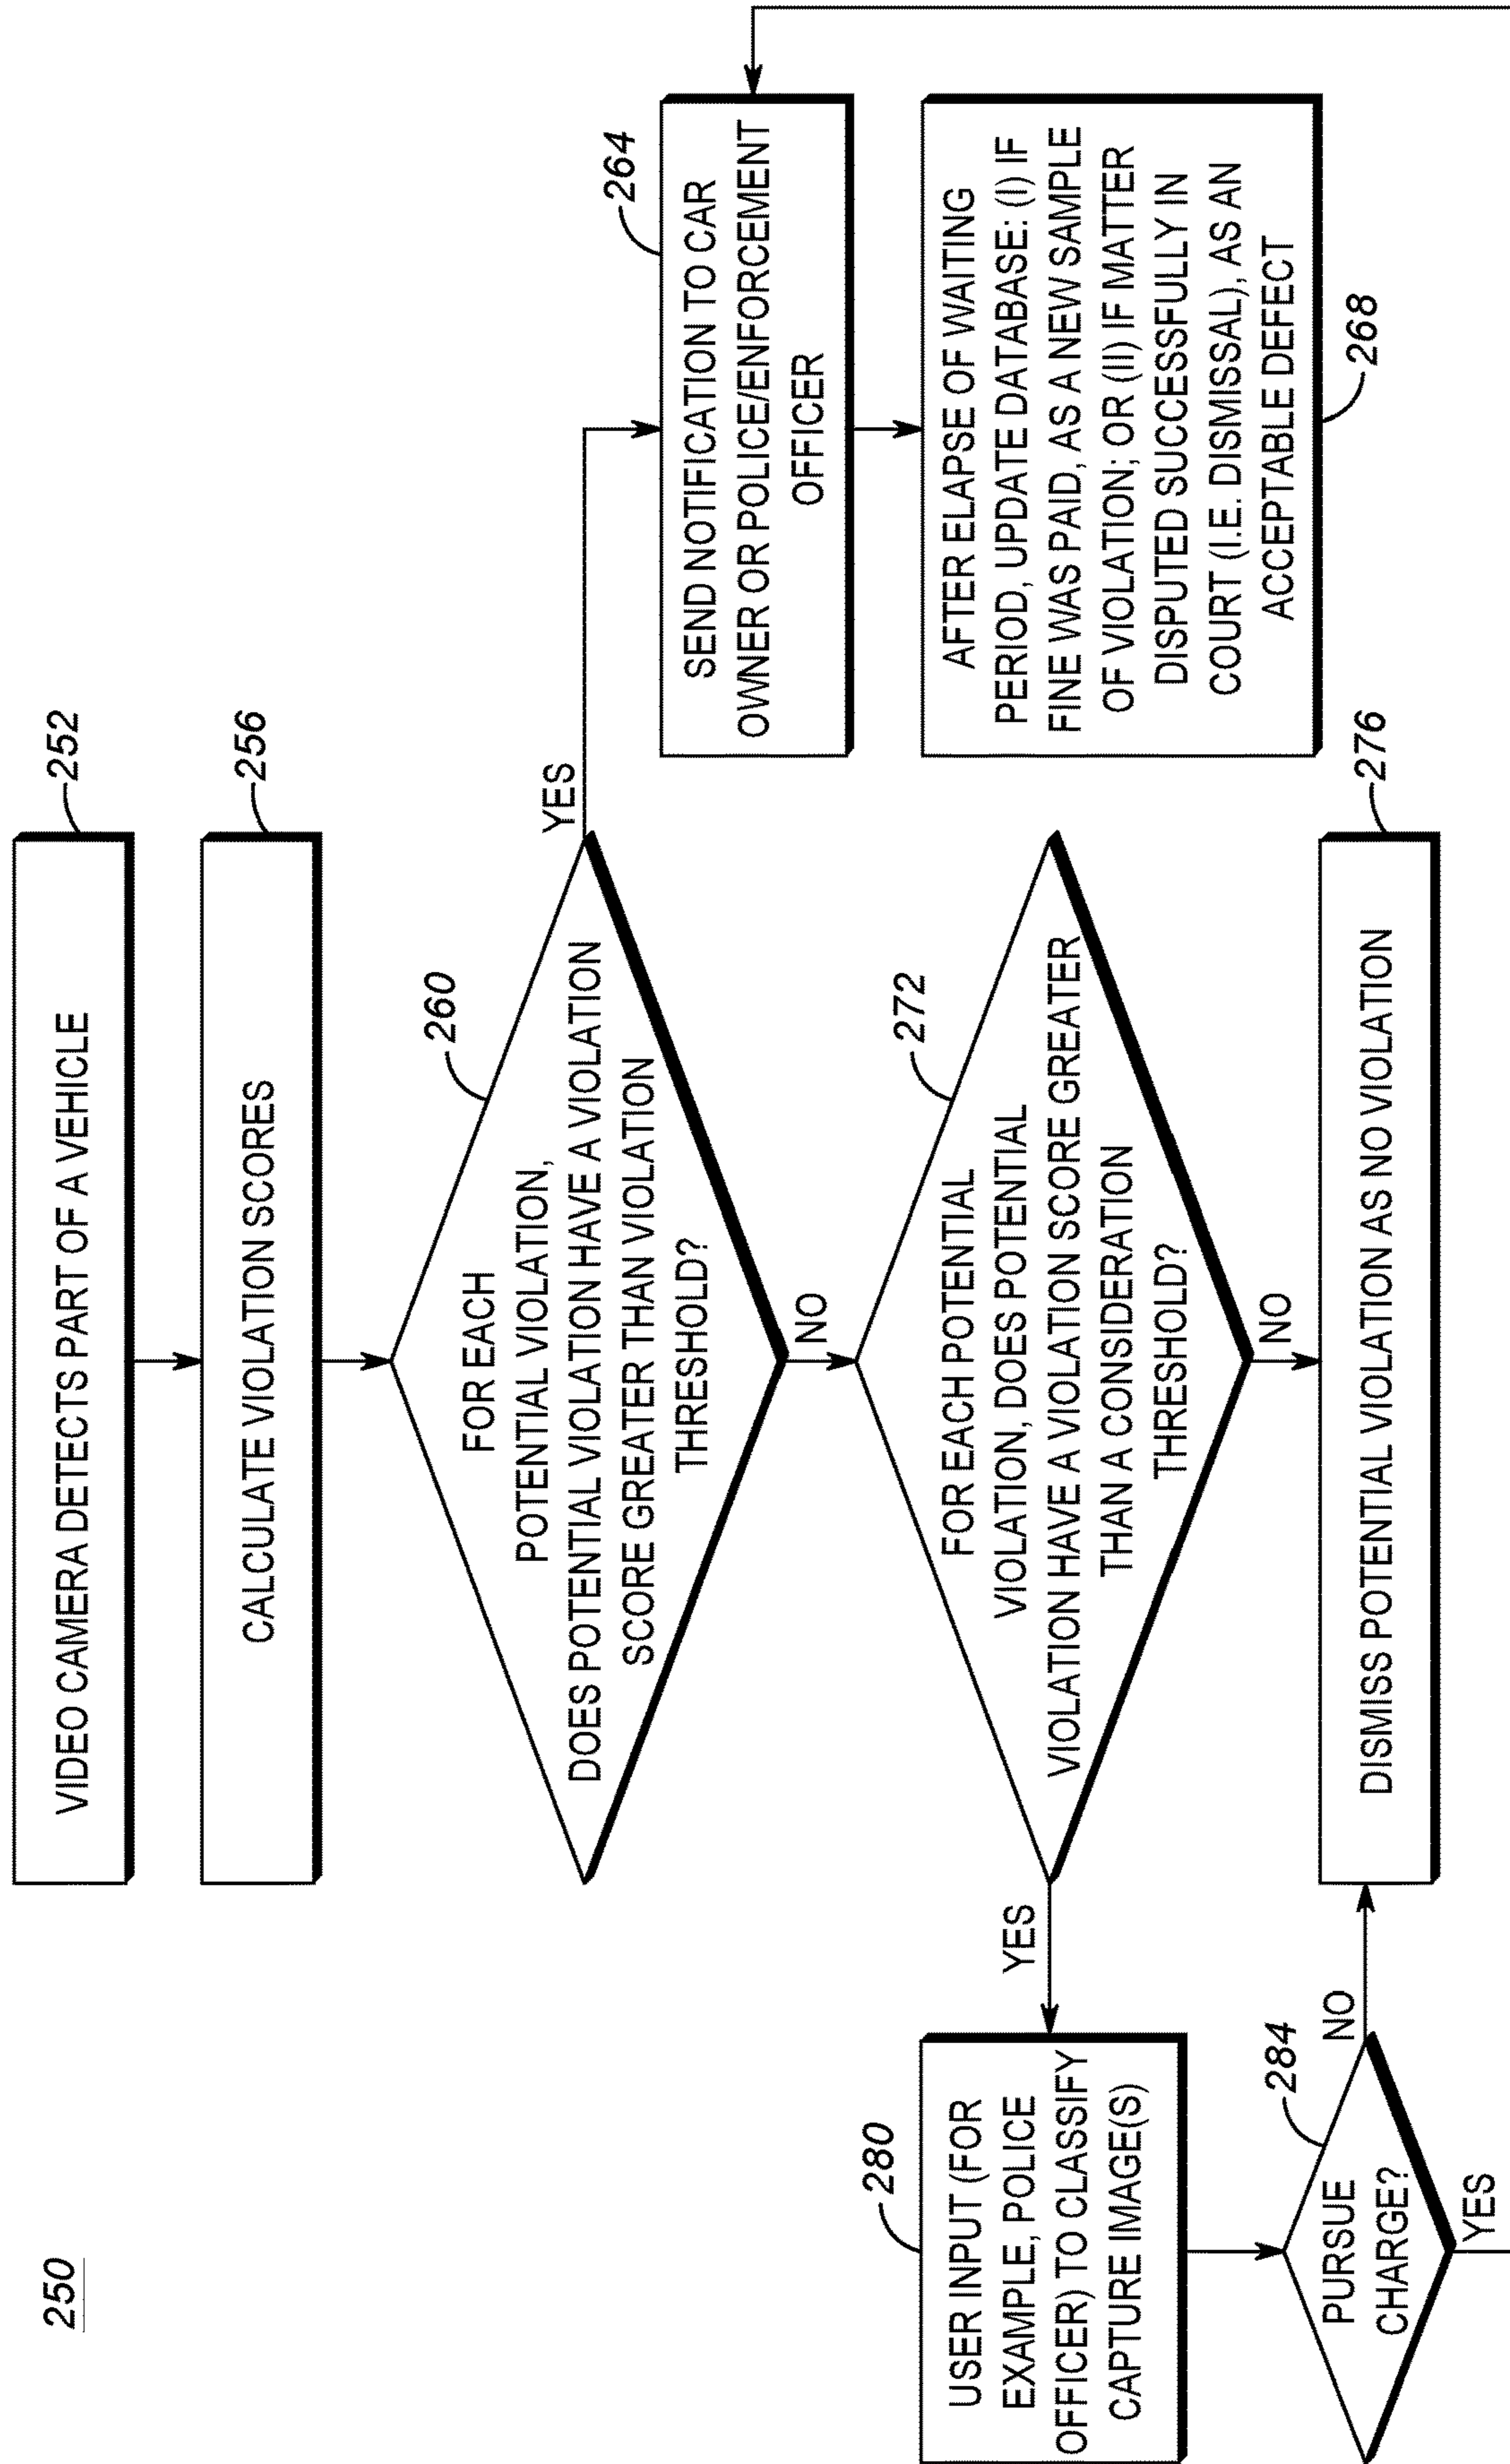 250
VIDEO CAMERA DETECTS PART OF A VEHICLE
252
CALCULATE VIOLATION SCORES
256
FOR EACH
POTENTIAL VIOLATION,
DOES POTENTIAL VIOLATION HAVE A VIOLATION
SCORE GREATER THAN VIOLATION
THRESHOLD?
260
YES
NO
SEND NOTIFICATION TO CAR
OWNER OR POLICE/ENFORCEMENT
OFFICER
264
AFTER ELAPSE OF WAITING
PERIOD, UPDATE DATABASE: (I) IF
FINE WAS PAID, AS A NEW SAMPLE
OF VIOLATION; OR (II) IF MATTER
DISPUTED SUCCESSFULLY IN
COURT (I.E. DISMISSAL), AS AN
ACCEPTABLE DEFECT
268
FOR EACH POTENTIAL
VIOLATION, DOES POTENTIAL
VIOLATION HAVE A VIOLATION SCORE GREATER
THAN A CONSIDERATION
THRESHOLD?
272
YES
NO
USER INPUT (FOR
EXAMPLE, POLICE
OFFICER) TO CLASSIFY
CAPTURE IMAGE(S)
280
PURSUE
CHARGE?
284
NO
YES
DISMISS POTENTIAL VIOLATION AS NO VIOLATION
276